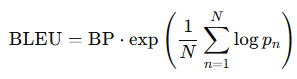 BLEU = BP · exp ( 1/N ∑_{n=1}^{N} log p_n )